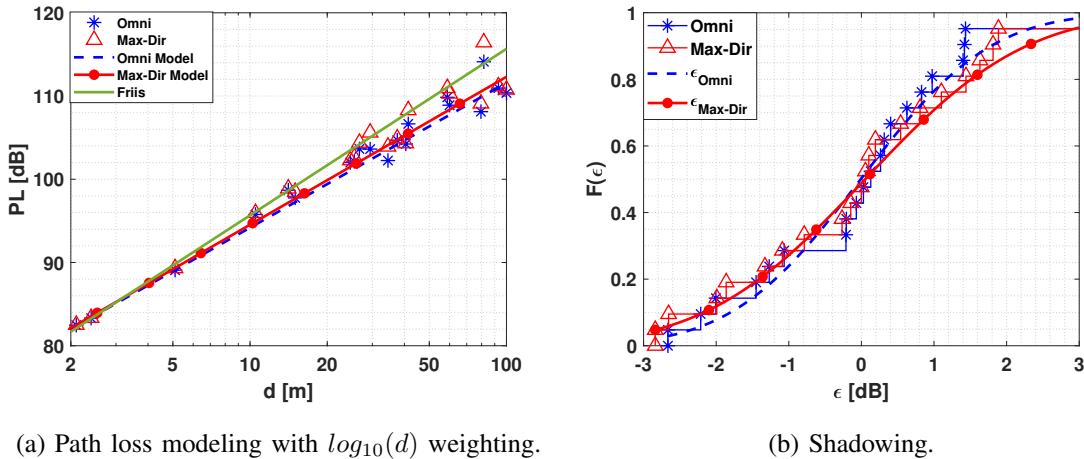 120
110
100
90
80
PL [dB]
Omni
Max-Dir
Omni Model
Max-Dir Model
Friis
2 5 10 20 50 100
d [m]
(a) Path loss modeling with log10(d) weighting.
1
0.8
0.6
0.4
0.2
0
F(ϵ)
Omni
Max-Dir
ϵOmni
ϵMax-Dir
-3 -2 -1 0 1 2 3
ϵ [dB]
(b) Shadowing.